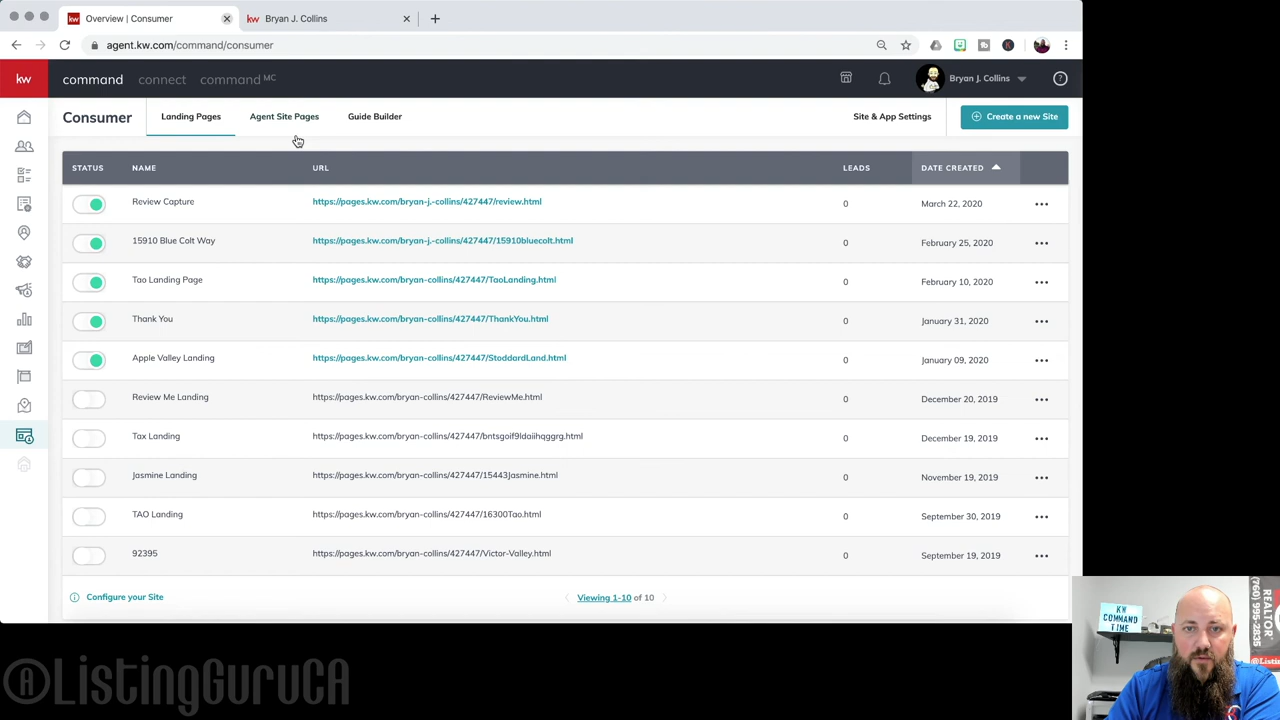 Overview | Consumer
kw Bryan J. Collins
agent.kw.com/command/consumer
kw command connect command MC Bryan J. Collins
Consumer Landing Pages Agent Site Pages Guide Builder Site & App Settings Create a new Site
STATUS NAME URL LEADS DATE CREATED
Review Capture https://pages.kw.com/bryan-j.-collins/427447/review.html 0 March 22, 2020
15910 Blue Colt Way https://pages.kw.com/bryan-j.-collins/427447/15910bluecolt.html 0 February 25, 2020
Tao Landing Page https://pages.kw.com/bryan-collins/427447/TaoLanding.html 0 February 10, 2020
Thank You https://pages.kw.com/bryan-collins/427447/ThankYou.html 0 January 31, 2020
Apple Valley Landing https://pages.kw.com/bryan-collins/427447/StoddardLand.html 0 January 09, 2020
Review Me Landing https://pages.kw.com/bryan-collins/427447/ReviewMe.html 0 December 20, 2019
Tax Landing https://pages.kw.com/bryan-collins/427447/bntsgoif9ldaiihqggrg.html 0 December 19, 2019
Jasmine Landing https://pages.kw.com/bryan-collins/427447/15443Jasmine.html 0 November 19, 2019
TAO Landing https://pages.kw.com/bryan-collins/427447/16300Tao.html 0 September 30, 2019
92395 https://pages.kw.com/bryan-collins/427447/Victor-Valley.html 0 September 19, 2019
Configure your Site Viewing 1-10 of 10
KW
COMMAND
TIME
REALTOR®
(760) 995-2835
@ListingGuruCA